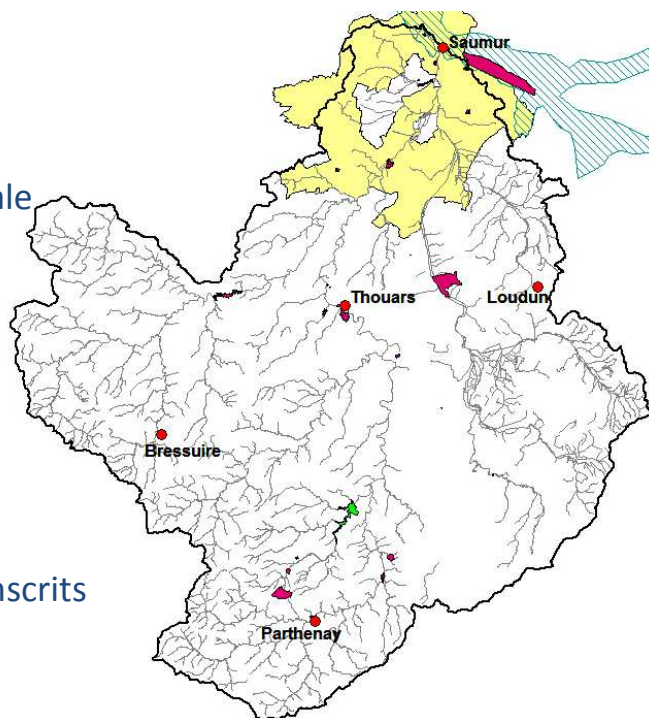 Saumur
ale
Thouars
Loudun
Bressuire
nscrits
Parthenay